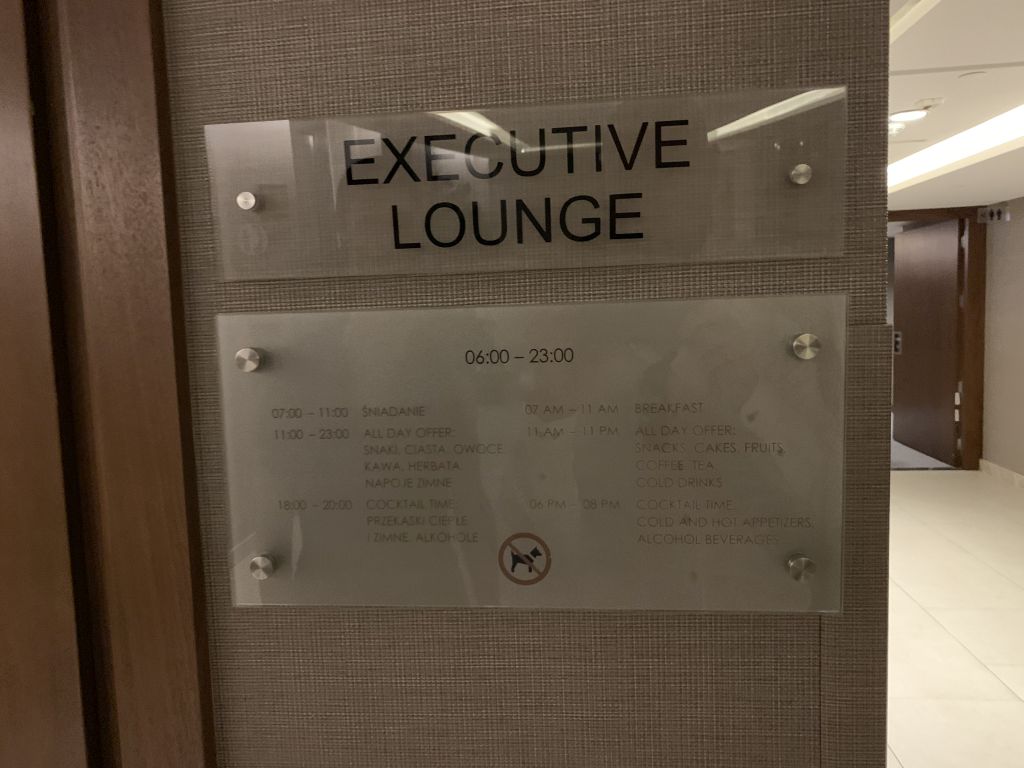 EXECUTIVE
LOUNGE
06:00 – 23:00
07:00 – 11:00 ŚNIADANIE
11:00 – 23:00 ALL DAY OFFER:
SNAKI, CIASTA, OWOCE
KAWA, HERBATA
NAPOJE ZIMNE
18:00 – 20:00 COCKTAIL TIME:
PRZEKĄSKI CIEPŁE
I ZIMNE, ALKOHOLE
07 AM – 11 AM BREAKFAST
11 AM – 11 PM ALL DAY OFFER:
SNACKS, CAKES, FRUITS,
COFFEE, TEA
COLD DRINKS
06 PM – 08 PM COCKTAIL TIME:
COLD AND HOT APPETIZERS,
ALCOHOL BEVERAGES